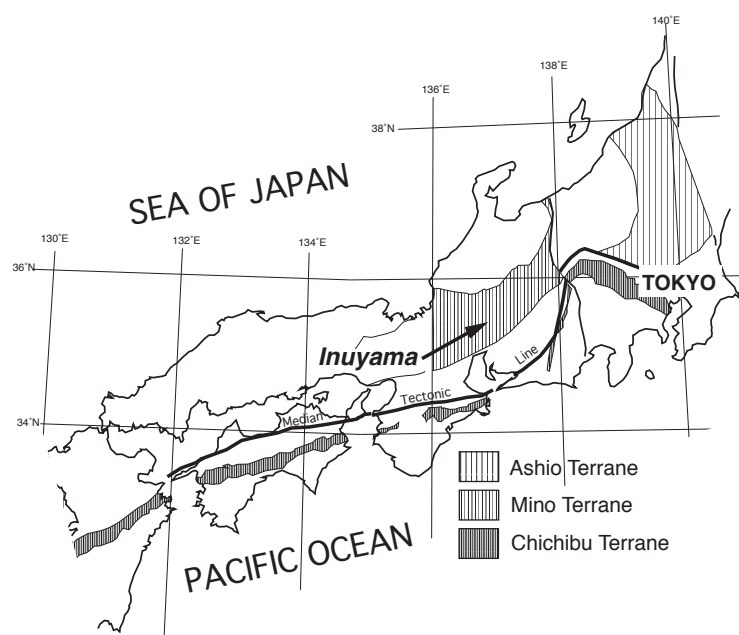 140°E
138°E
136°E
38°N
SEA OF JAPAN
130°E
132°E
134°E
36°N
TOKYO
Inuyama
Line
Tectonic
Median
34°N
Ashio Terrane
Mino Terrane
Chichibu Terrane
PACIFIC OCEAN